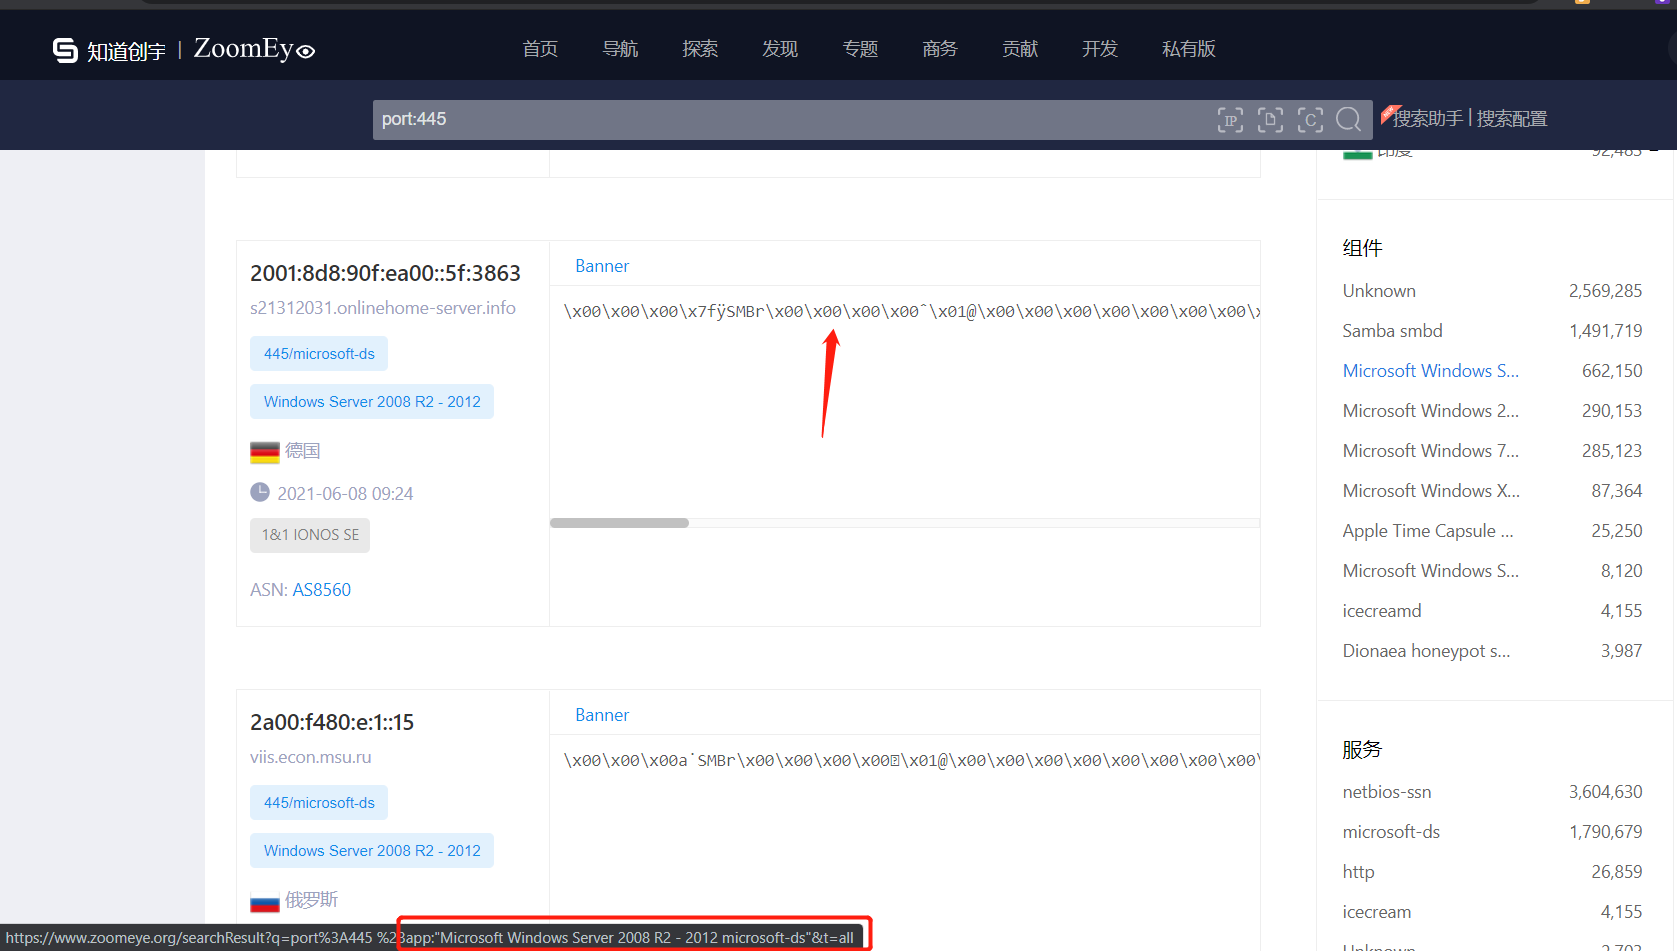 知道创宇 | ZoomEye
首页 导航 探索 发现 专题 商务 贡献 开发 私有版
port:445
IP D C
搜索助手 | 搜索配置
印度 92,485
2001:8d8:90f:ea00::5f:3863
s21312031.onlinehome-server.info
445/microsoft-ds
Windows Server 2008 R2 - 2012
德国
2021-06-08 09:24
1&1 IONOS SE
ASN: AS8560
Banner
\x00\x00\x00\x7fÿSMBr\x00\x00\x00\x00ˆ\x01@\x00\x00\x00\x00\x00\x00\x00\x
2a00:f480:e:1::15
viis.econ.msu.ru
445/microsoft-ds
Windows Server 2008 R2 - 2012
俄罗斯
Banner
\x00\x00\x00a˙SMBr\x00\x00\x00\x00\x01@\x00\x00\x00\x00\x00\x00\x00\x00\
组件
Unknown 2,569,285
Samba smbd 1,491,719
Microsoft Windows S... 662,150
Microsoft Windows 2... 290,153
Microsoft Windows 7... 285,123
Microsoft Windows X... 87,364
Apple Time Capsule ... 25,250
Microsoft Windows S... 8,120
icecreamd 4,155
Dionaea honeypot s... 3,987
服务
netbios-ssn 3,604,630
microsoft-ds 1,790,679
http 26,859
icecream 4,155
Unknown 2,703
https://www.zoomeye.org/searchResult?q=port%3A445 %2Bapp:"Microsoft Windows Server 2008 R2 - 2012 microsoft-ds"&t=all